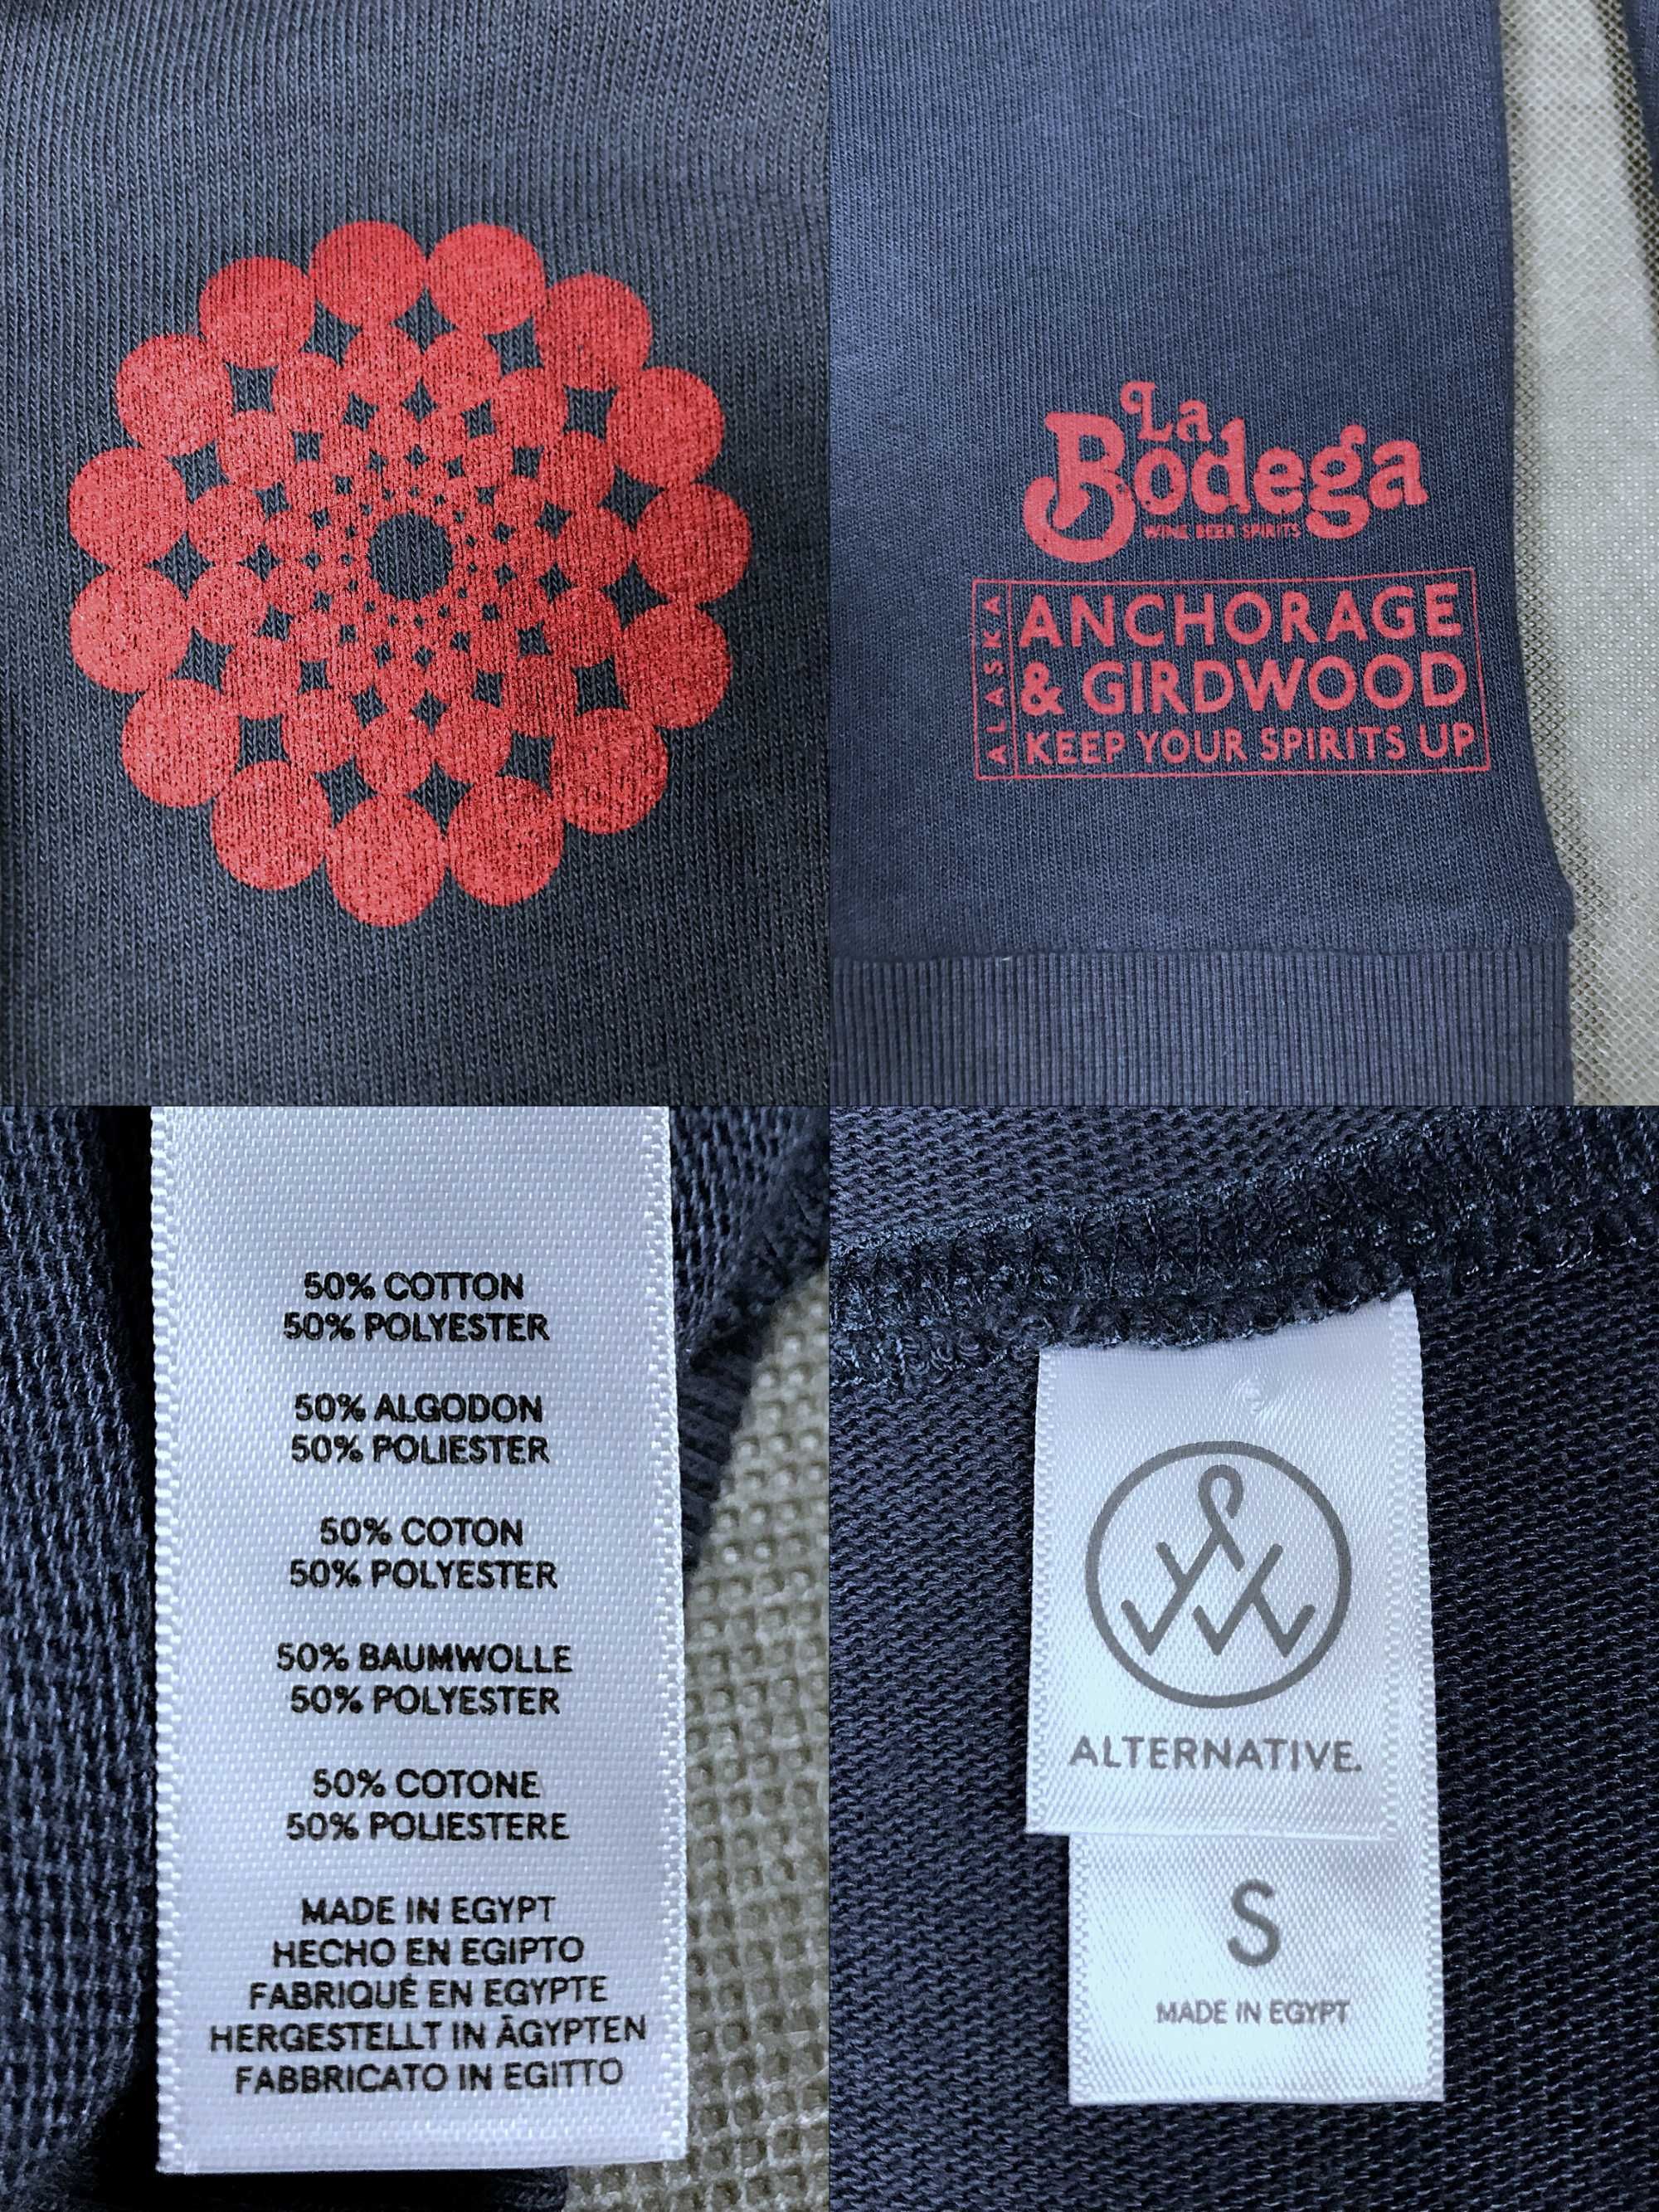 La
Bodega
WINE BEER SPIRITS
ALASKA
ANCHORAGE
& GIRDWOOD
KEEP YOUR SPIRITS UP
50% COTTON
50% POLYESTER
50% ALGODON
50% POLIESTER
50% COTON
50% POLYESTER
50% BAUMWOLLE
50% POLYESTER
50% COTONE
50% POLIESTERE
MADE IN EGYPT
HECHO EN EGIPTO
FABRIQUÉ EN EGYPTE
HERGESTELLT IN ÄGYPTEN
FABBRICATO IN EGITTO
ALTERNATIVE.
S
MADE IN EGYPT